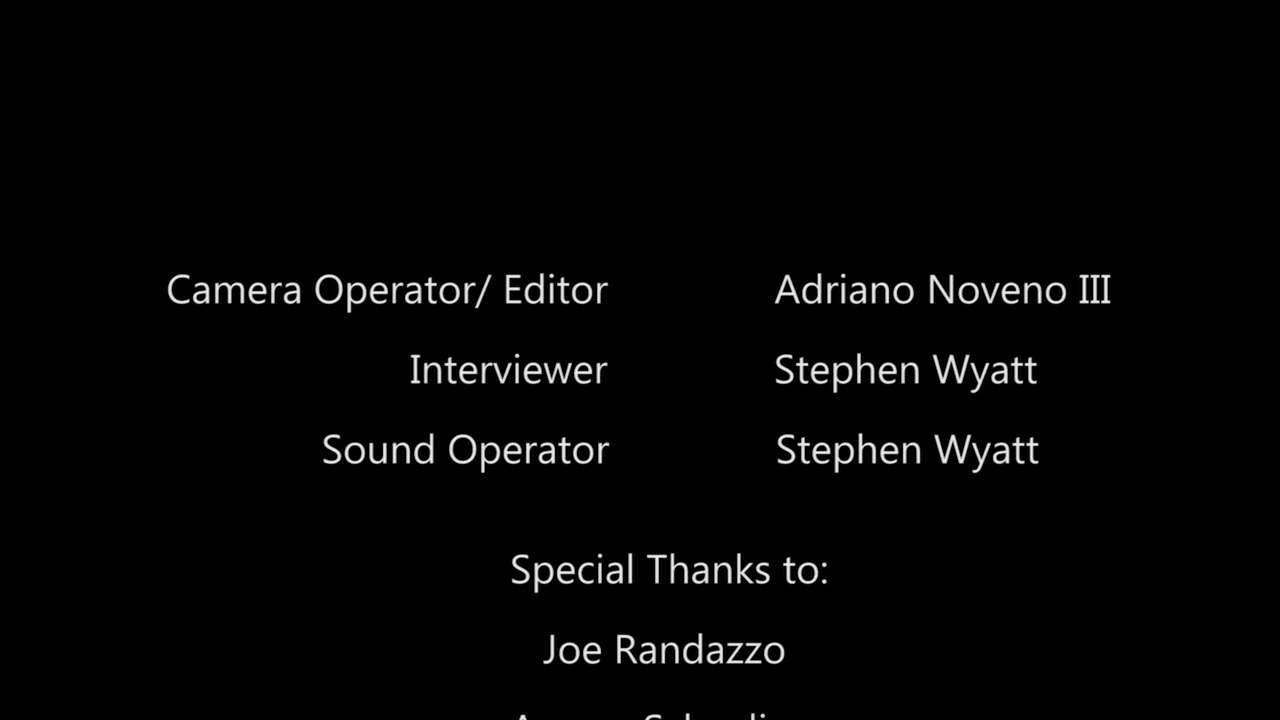 Camera Operator/ Editor Adriano Noveno III
Interviewer Stephen Wyatt
Sound Operator Stephen Wyatt
Special Thanks to:
Joe Randazzo